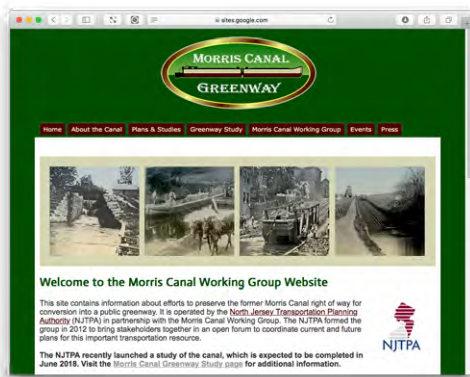 sites.google.com
MORRIS CANAL
GREENWAY
Home About the Canal Plans & Studies Greenway Study Morris Canal Working Group Events Press
Welcome to the Morris Canal Working Group Website
This site contains information about efforts to preserve the former Morris Canal right of way for
conversion into a public greenway. It is operated by the North Jersey Transportation Planning
Authority (NJTPA) in partnership with the Morris Canal Working Group. The NJTPA formed the
group in 2012 to bring stakeholders together in an open forum to coordinate current and future
plans for this important transportation resource.
NJTPA
The NJTPA recently launched a study of the canal, which is expected to be completed in
June 2018. Visit the Morris Canal Greenway Study page for additional information.